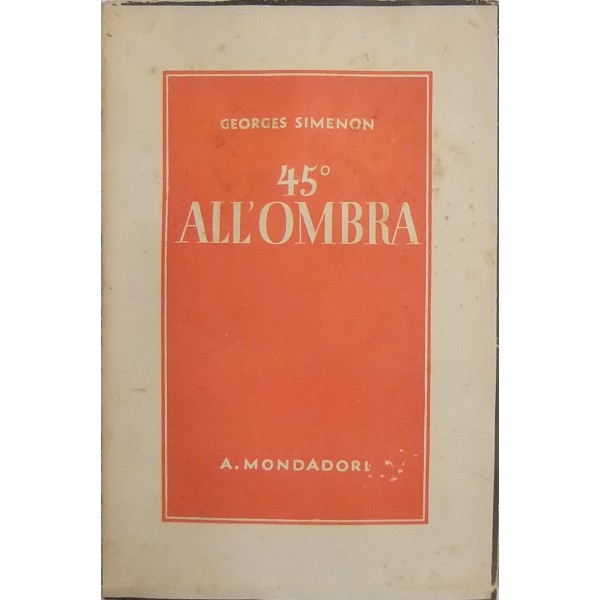 GEORGES SIMENON
45°
ALL'OMBRA
A. MONDADORI